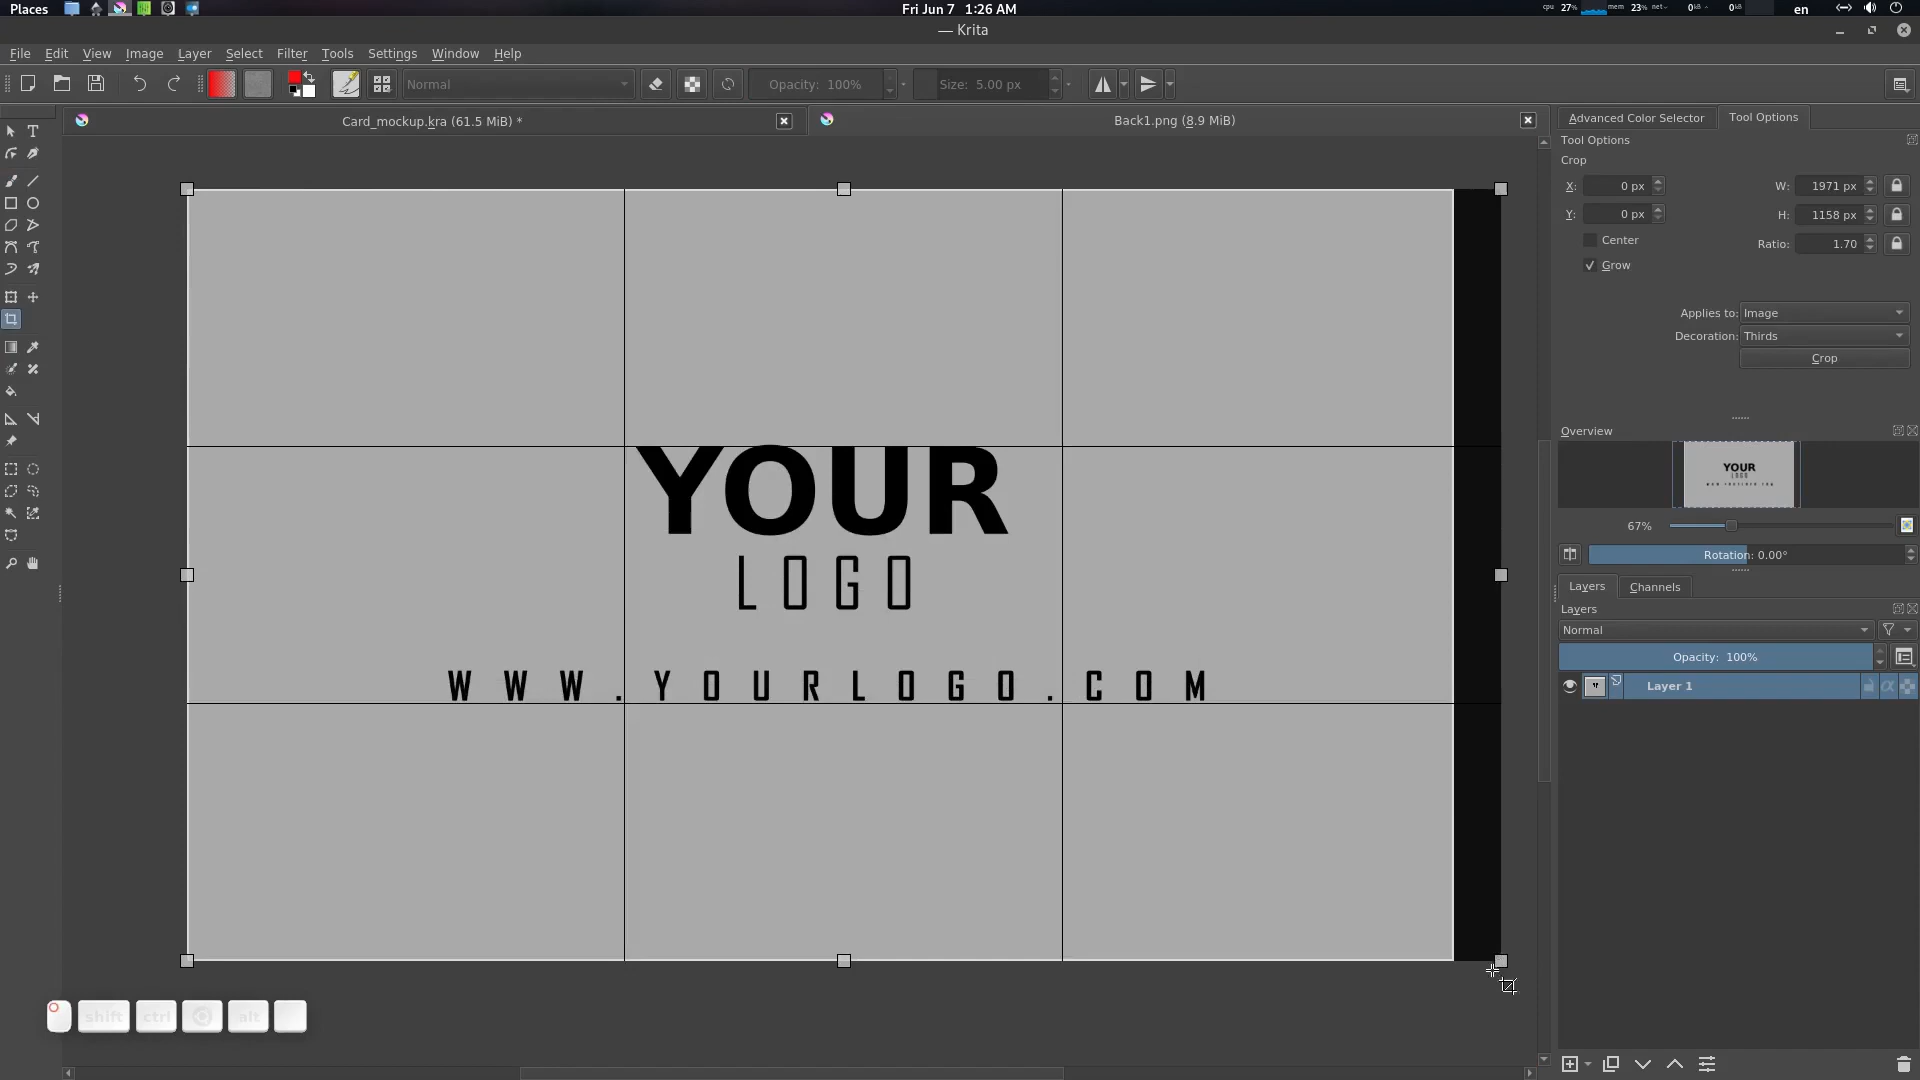 Places
Fri Jun 7 1:26 AM
cpu 27% mem 23% net 0kB 0kB en
— Krita
File Edit View Image Layer Select Filter Tools Settings Window Help
Normal Opacity: 100% Size: 5.00 px
Card_mockup.kra (61.5 MiB) *
Back1.png (8.9 MiB)
Advanced Color Selector Tool Options
Tool Options
Crop
X: 0 px W: 1971 px
Y: 0 px H: 1158 px
Center Ratio: 1.70
Grow
Applies to: Image
Decoration: Thirds
Crop
Overview
YOUR
LOGO
67%
Rotation: 0.00°
Layers Channels
Layers
Normal
Opacity: 100%
Layer 1
YOUR
LOGO
WWW.YOURLOGO.COM
shift ctrl alt